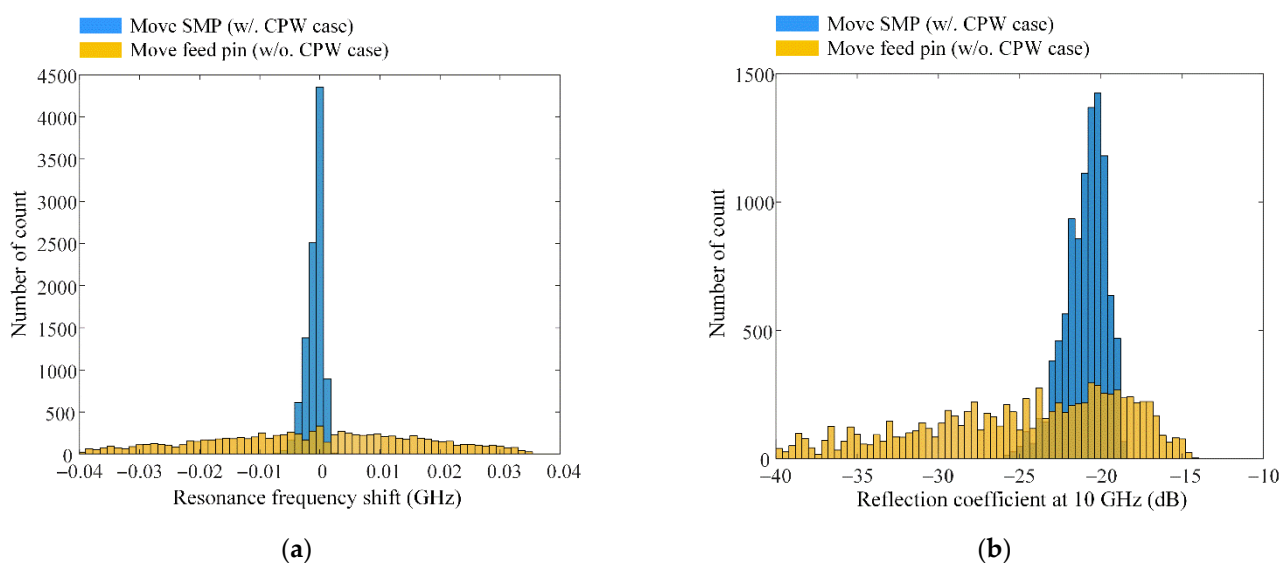 Move SMP (w/. CPW case)
Move feed pin (w/o. CPW case)
4500
4000
3500
3000
2500
2000
1500
1000
500
0
Number of count
−0.04 −0.03 −0.02 −0.01 0 0.01 0.02 0.03 0.04
Resonance frequency shift (GHz)
(a)
Move SMP (w/. CPW case)
Move feed pin (w/o. CPW case)
1500
1000
500
0
Number of count
−40 −35 −30 −25 −20 −15 −10
Reflection coefficient at 10 GHz (dB)
(b)